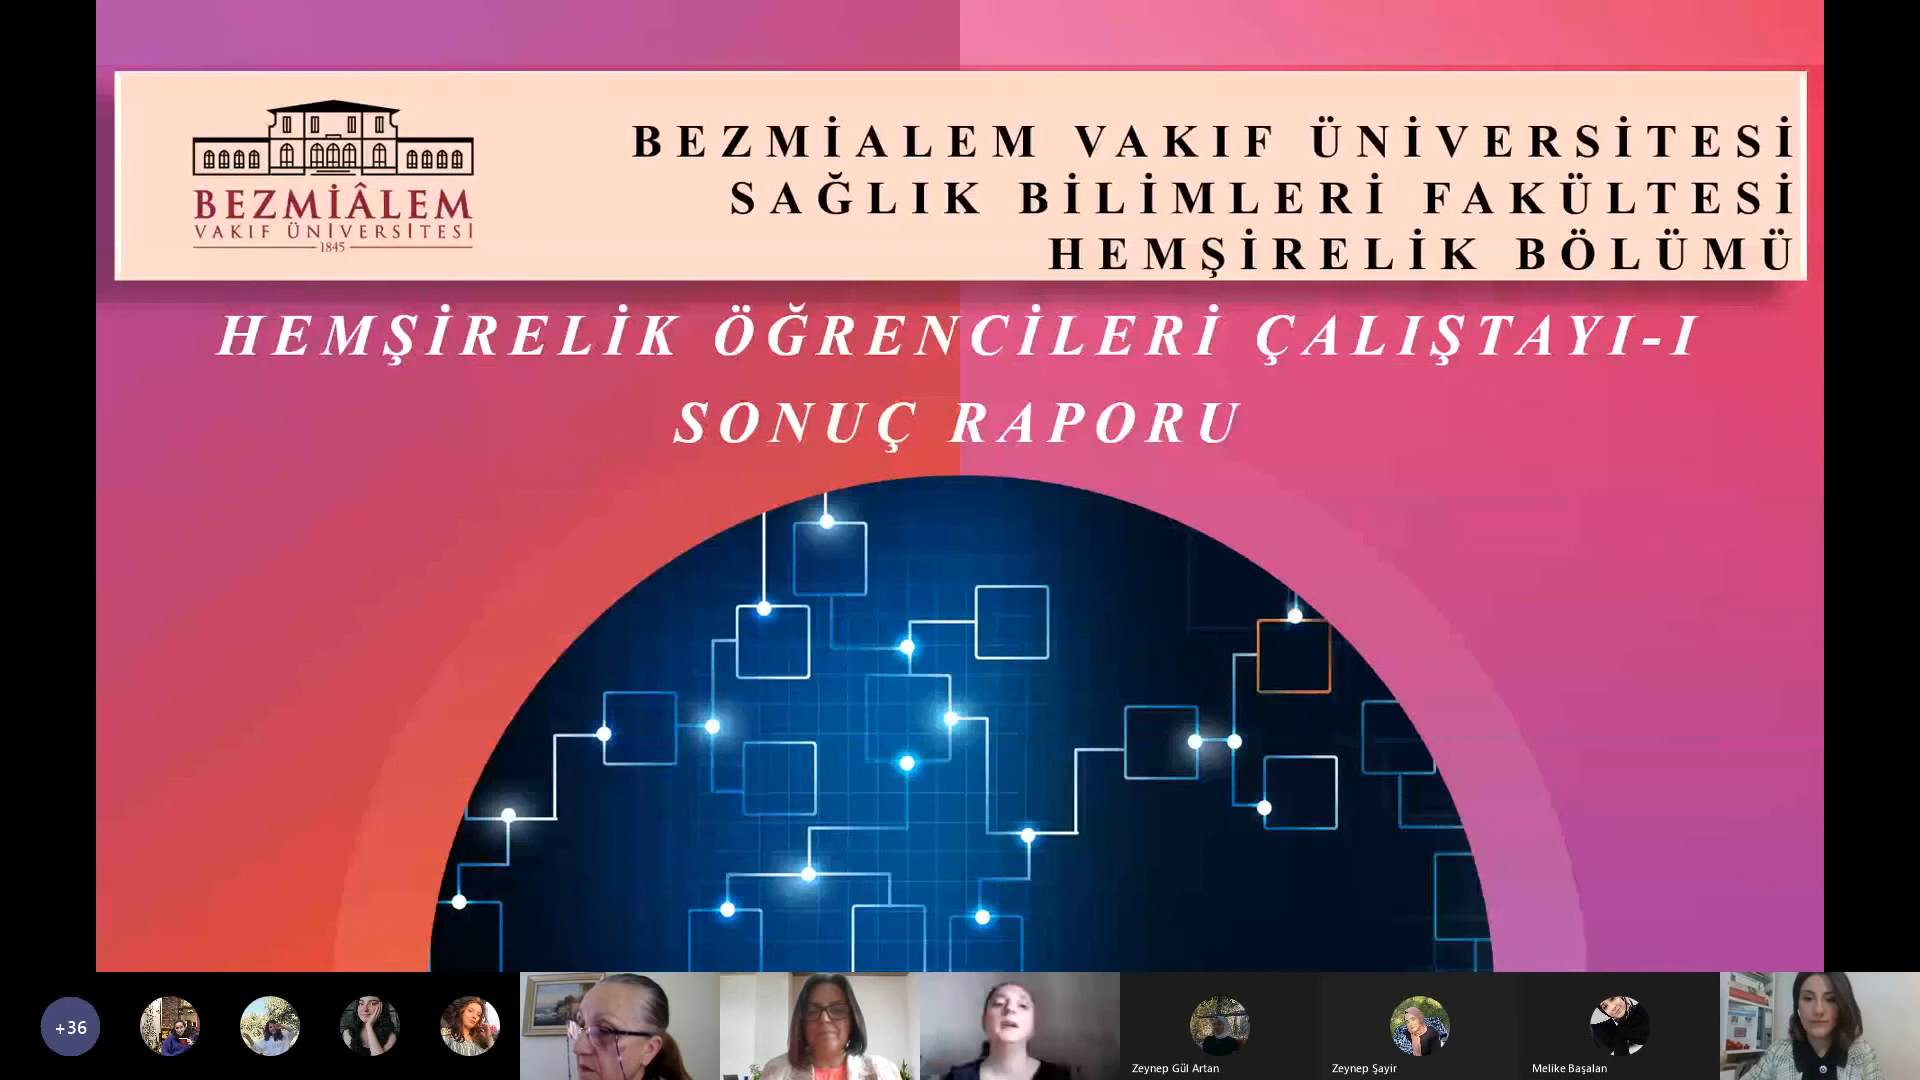 BEZMİÂLEM
VAKIF ÜNİVERSİTESİ
1845
BEZMİALEM VAKIF ÜNİVERSİTESİ
SAĞLIK BİLİMLERİ FAKÜLTESİ
HEMŞİRELİK BÖLÜMÜ
HEMŞİRELİK ÖĞRENCİLERİ ÇALIŞTAYI-I
SONUÇ RAPORU
+36
Zeynep Gül Artan
Zeynep Şayir
Melike Başalan